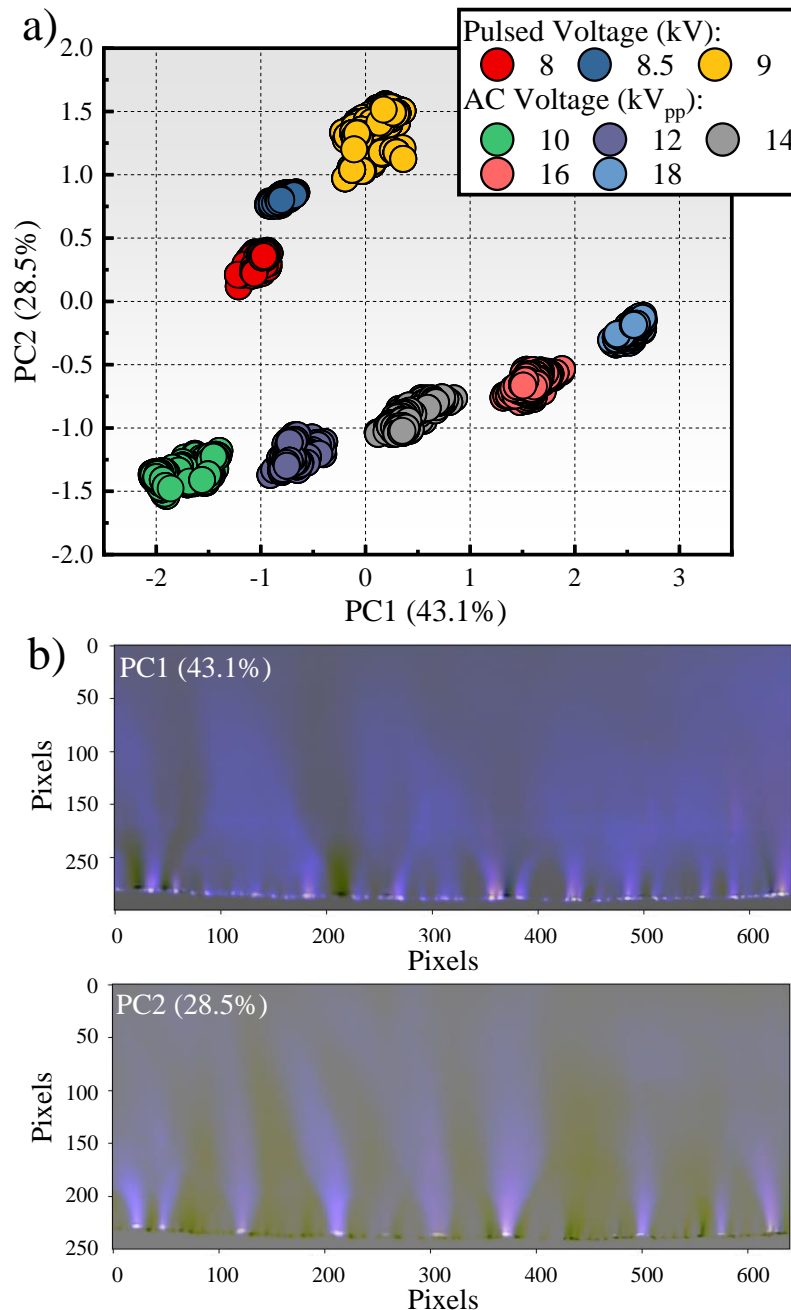 a)
Pulsed Voltage (kV):
8 8.5 9
AC Voltage (kVpp):
10 12 14
16 18
2.0
1.5
1.0
0.5
0.0
-0.5
-1.0
-1.5
-2.0
PC2 (28.5%)
-2 -1 0 1 2 3
PC1 (43.1%)
b)
PC1 (43.1%)
0
50
100
150
250
Pixels
0 100 200 300 400 500 600
Pixels
PC2 (28.5%)
0
50
100
150
200
250
Pixels
0 100 200 300 400 500 600
Pixels